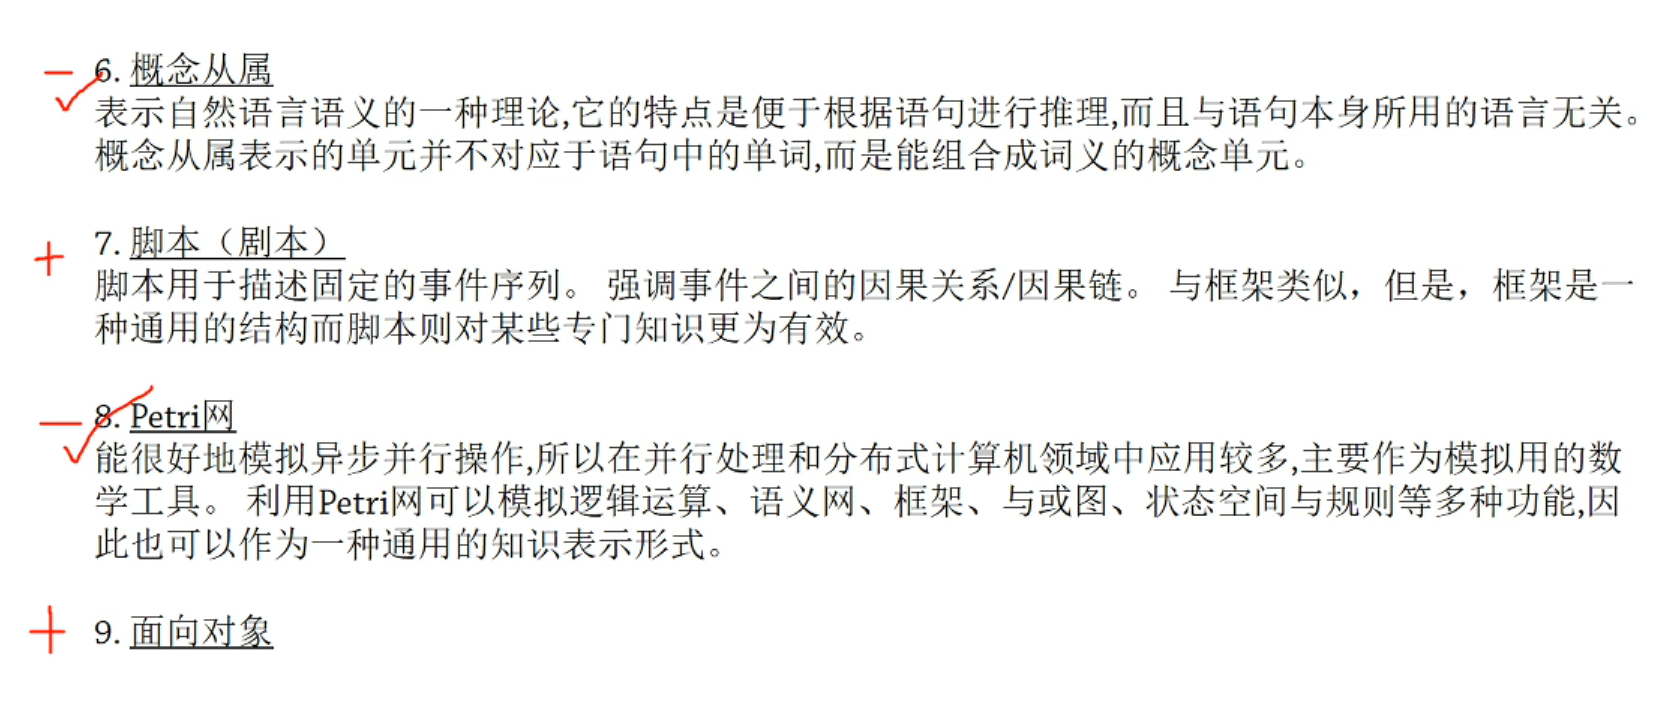 6. 概念从属
表示自然语言语义的一种理论,它的特点是便于根据语句进行推理,而且与语句本身所用的语言无关。
概念从属表示的单元并不对应于语句中的单词,而是能组合成词义的概念单元。
7. 脚本（剧本）
脚本用于描述固定的事件序列。 强调事件之间的因果关系/因果链。 与框架类似，但是，框架是一
种通用的结构而脚本则对某些专门知识更为有效。
8. Petri网
能很好地模拟异步并行操作,所以在并行处理和分布式计算机领域中应用较多,主要作为模拟用的数
学工具。 利用Petri网可以模拟逻辑运算、语义网、框架、与或图、状态空间与规则等多种功能,因
此也可以作为一种通用的知识表示形式。
9. 面向对象